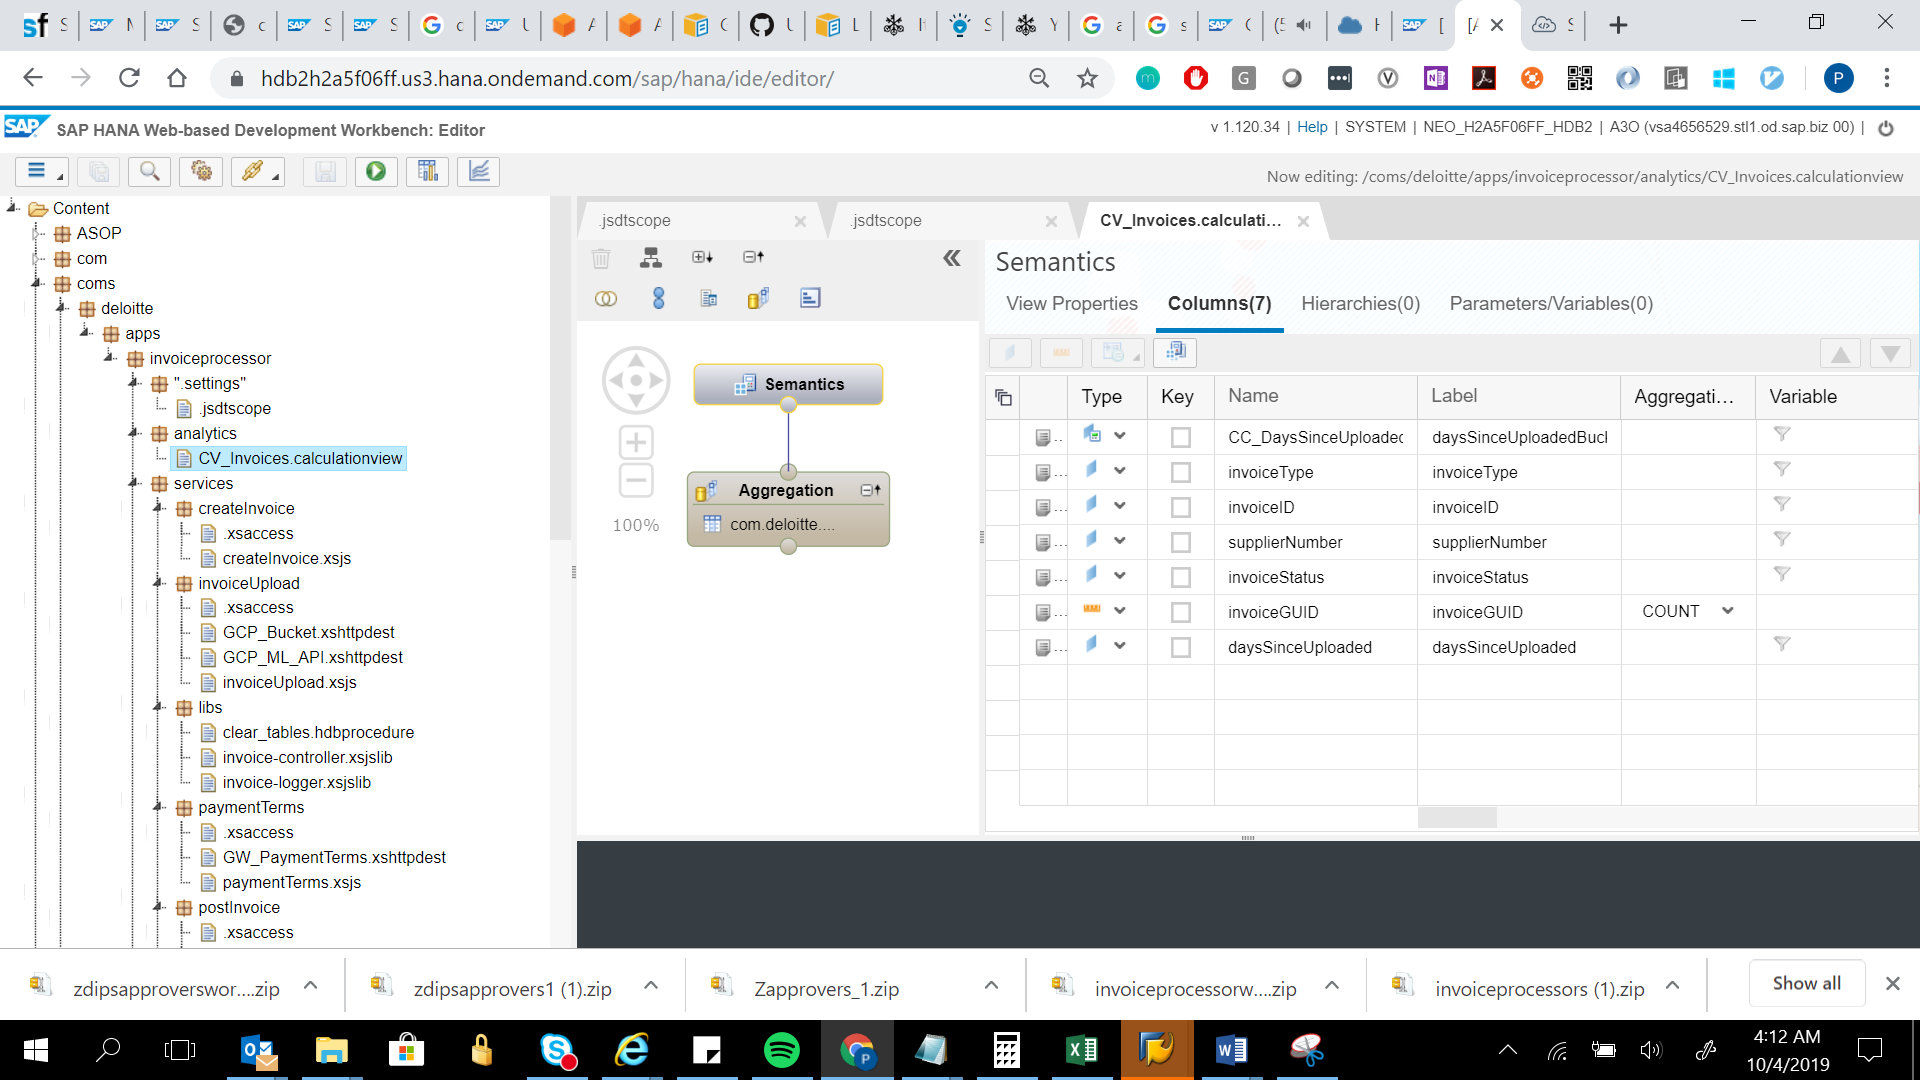 hdb2h2a5f06ff.us3.hana.ondemand.com/sap/hana/ide/editor/
SAP SAP HANA Web-based Development Workbench: Editor
v 1.120.34 | Help | SYSTEM | NEO_H2A5F06FF_HDB2 | A3O (vsa4656529.stl1.od.sap.biz 00) |
Now editing: /coms/deloitte/apps/invoiceprocessor/analytics/CV_Invoices.calculationview
Content
ASOP
com
coms
deloitte
apps
invoiceprocessor
".settings"
.jsdtscope
analytics
CV_Invoices.calculationview
services
createInvoice
.xsaccess
createInvoice.xsjs
invoiceUpload
.xsaccess
GCP_Bucket.xshttpdest
GCP_ML_API.xshttpdest
invoiceUpload.xsjs
libs
clear_tables.hdbprocedure
invoice-controller.xsjslib
invoice-logger.xsjslib
paymentTerms
.xsaccess
GW_PaymentTerms.xshttpdest
paymentTerms.xsjs
postInvoice
.xsaccess
.jsdtscope
.jsdtscope
CV_Invoices.calculati...
Semantics
Aggregation
com.deloitte....
100%
Semantics
View Properties Columns(7) Hierarchies(0) Parameters/Variables(0)
Type Key Name Label Aggregati... Variable
CC_DaysSinceUploaded daysSinceUploadedBucl
invoiceType invoiceType
invoiceID invoiceID
supplierNumber supplierNumber
invoiceStatus invoiceStatus
invoiceGUID invoiceGUID COUNT
daysSinceUploaded daysSinceUploaded
zdipsapproverswor....zip
zdipsapprovers1 (1).zip
Zapprovers_1.zip
invoiceprocessorw....zip
invoiceprocessors (1).zip
Show all
4:12 AM
10/4/2019